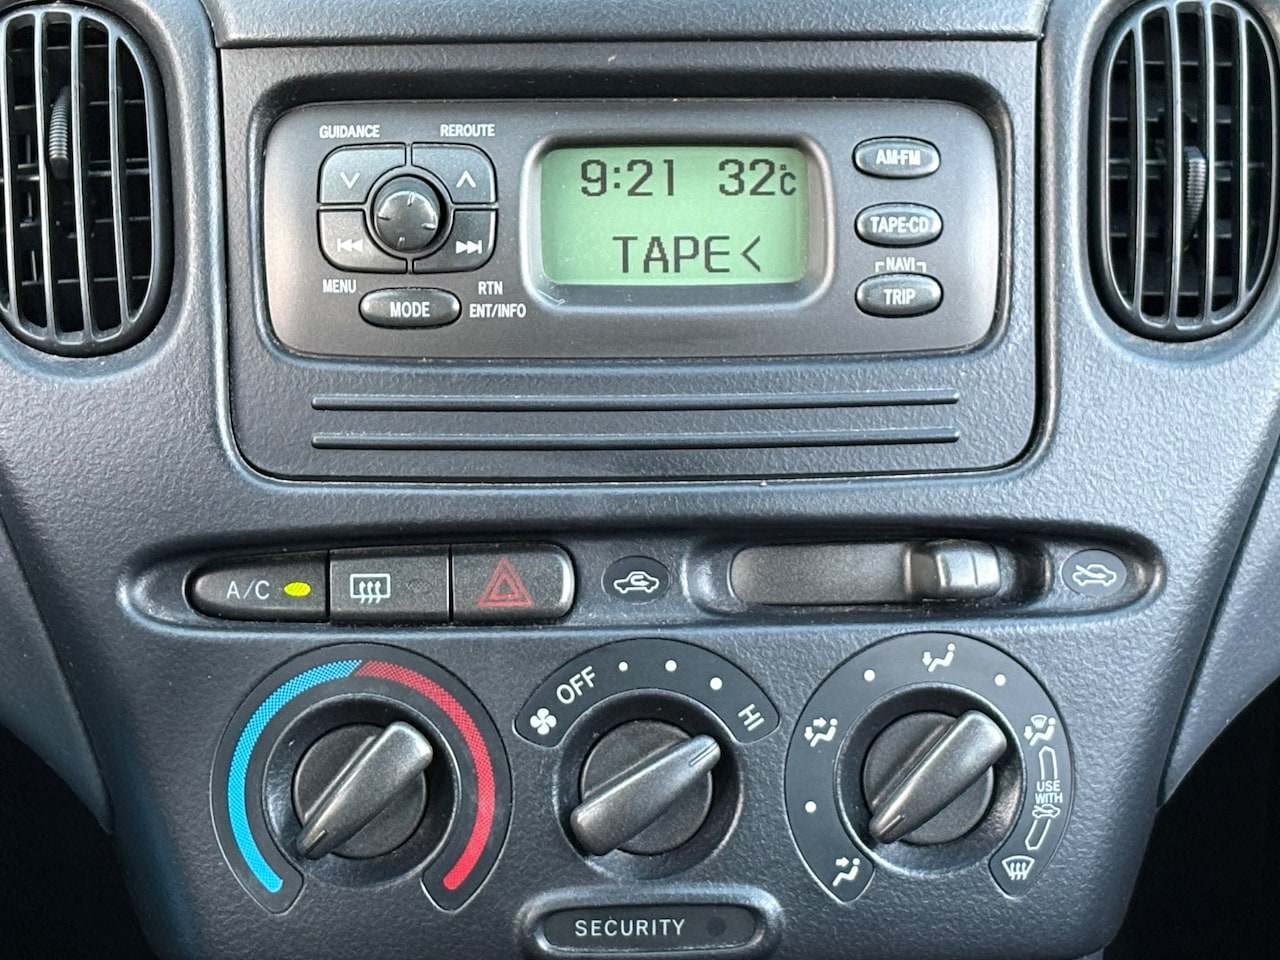 GUIDANCE REROUTE
9:21 32°C
TAPE<
AM·FM
TAPE·CD
NAVI
TRIP
MENU
MODE
RTN
ENT/INFO
A/C
OFF
HI
USE
WITH
SECURITY